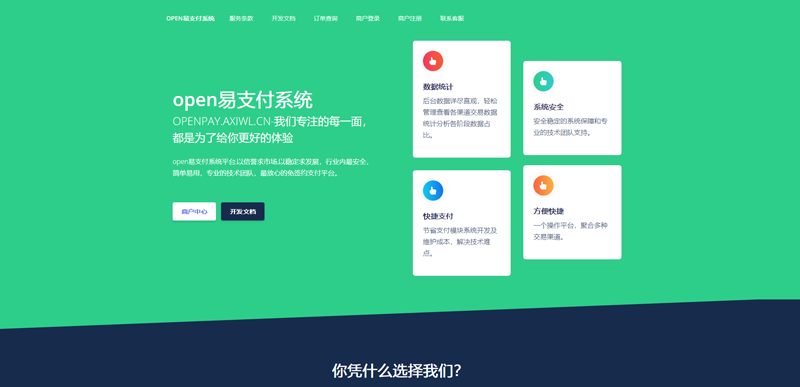 OPEN易支付系统 服务条款 开发文档 订单查询 商户登录 商户注册 联系客服
open易支付系统
OPENPAY.AXIWL.CN-我们专注的每一面，
都是为了给你更好的体验
open易支付系统平台,以信誉求市场,以稳定求发展，行业内最安全，
简单易用，专业的技术团队，最放心的免签约支付平台。
商户中心 开发文档
数据统计
后台数据详尽直观，轻松
管理查看各渠道交易数据
统计分析各阶段数据占
比。
系统安全
安全稳定的系统保障和专
业的技术团队支持。
快捷支付
节省支付模块系统开发及
维护成本，解决技术难
点。
方便快捷
一个操作平台，聚合多种
交易渠道。
你凭什么选择我们？